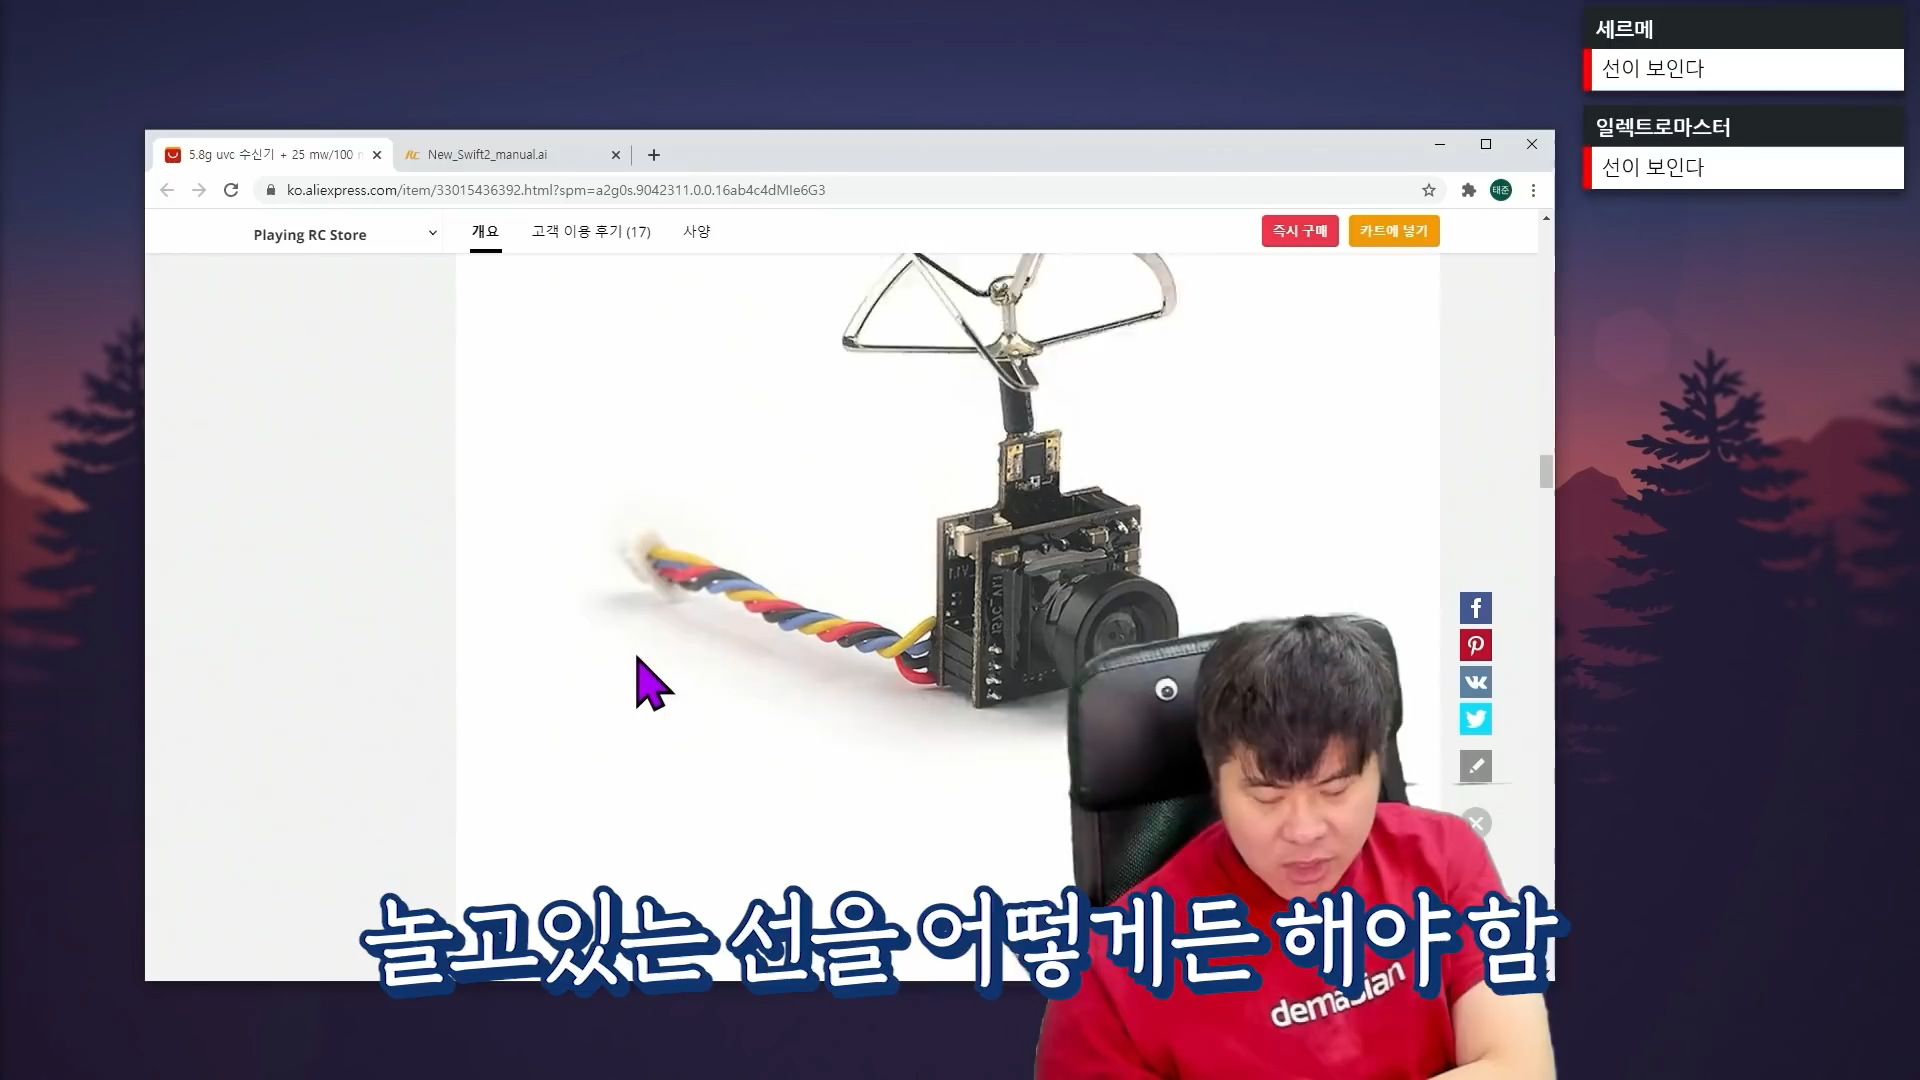 세르메
선이 보인다
일렉트로마스터
선이 보인다
5.8g uvc 수신기 + 25 mw/100
New_Swift2_manual.ai
ko.aliexpress.com/item/33015436392.html?spm=a2g0s.9042311.0.0.16ab4c4dMIe6G3
태준
Playing RC Store
개요
고객 이용 후기 (17)
사양
즉시 구매
카트에 넣기
놀고있는 선을 어떻게든 해야 함
demasian